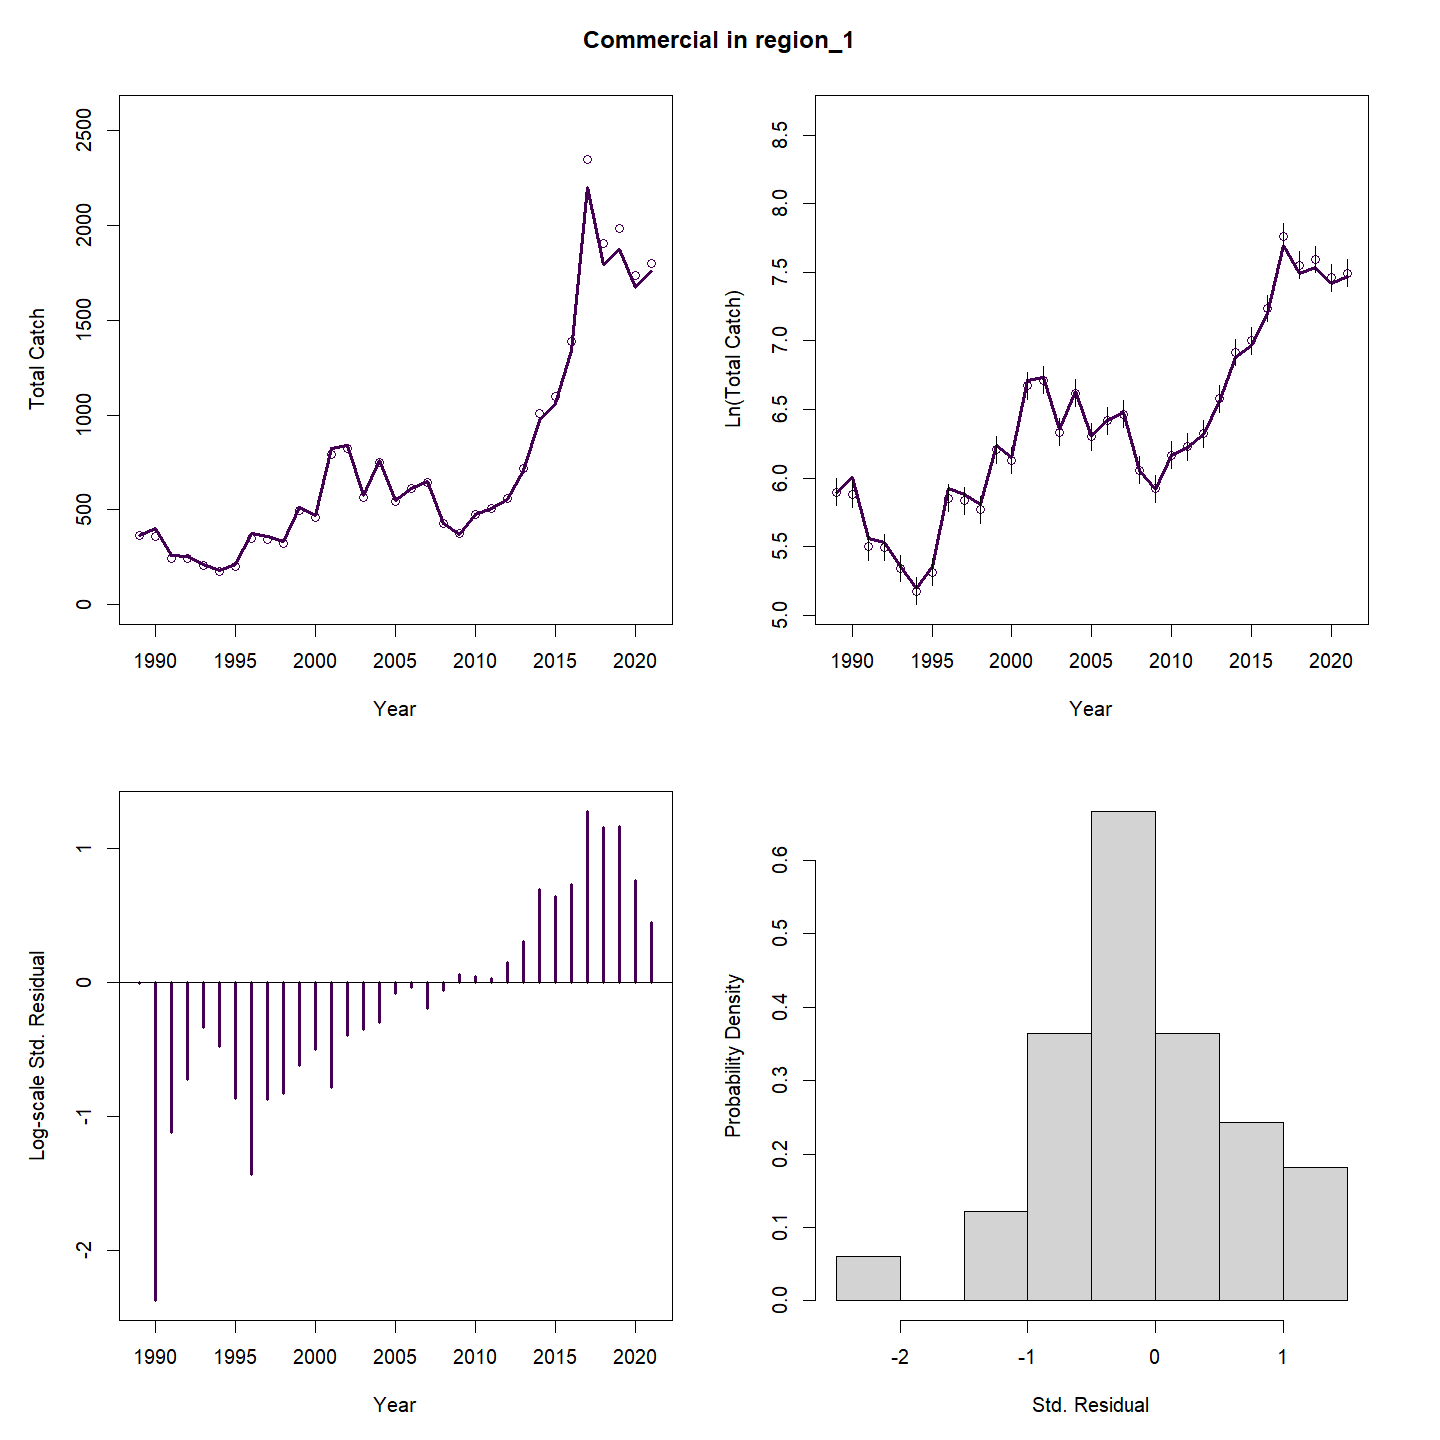 Commercial in region_1
Total Catch
2500
2000
1500
1000
500
0
1990 1995 2000 2005 2010 2015 2020
Year
Ln(Total Catch)
8.5
8.0
7.5
7.0
6.5
6.0
5.5
5.0
1990 1995 2000 2005 2010 2015 2020
Year
Log-scale Std. Residual
1
0
-1
-2
1990 1995 2000 2005 2010 2015 2020
Year
Probability Density
0.6
0.5
0.4
0.3
0.2
0.1
0.0
-2 -1 0 1
Std. Residual